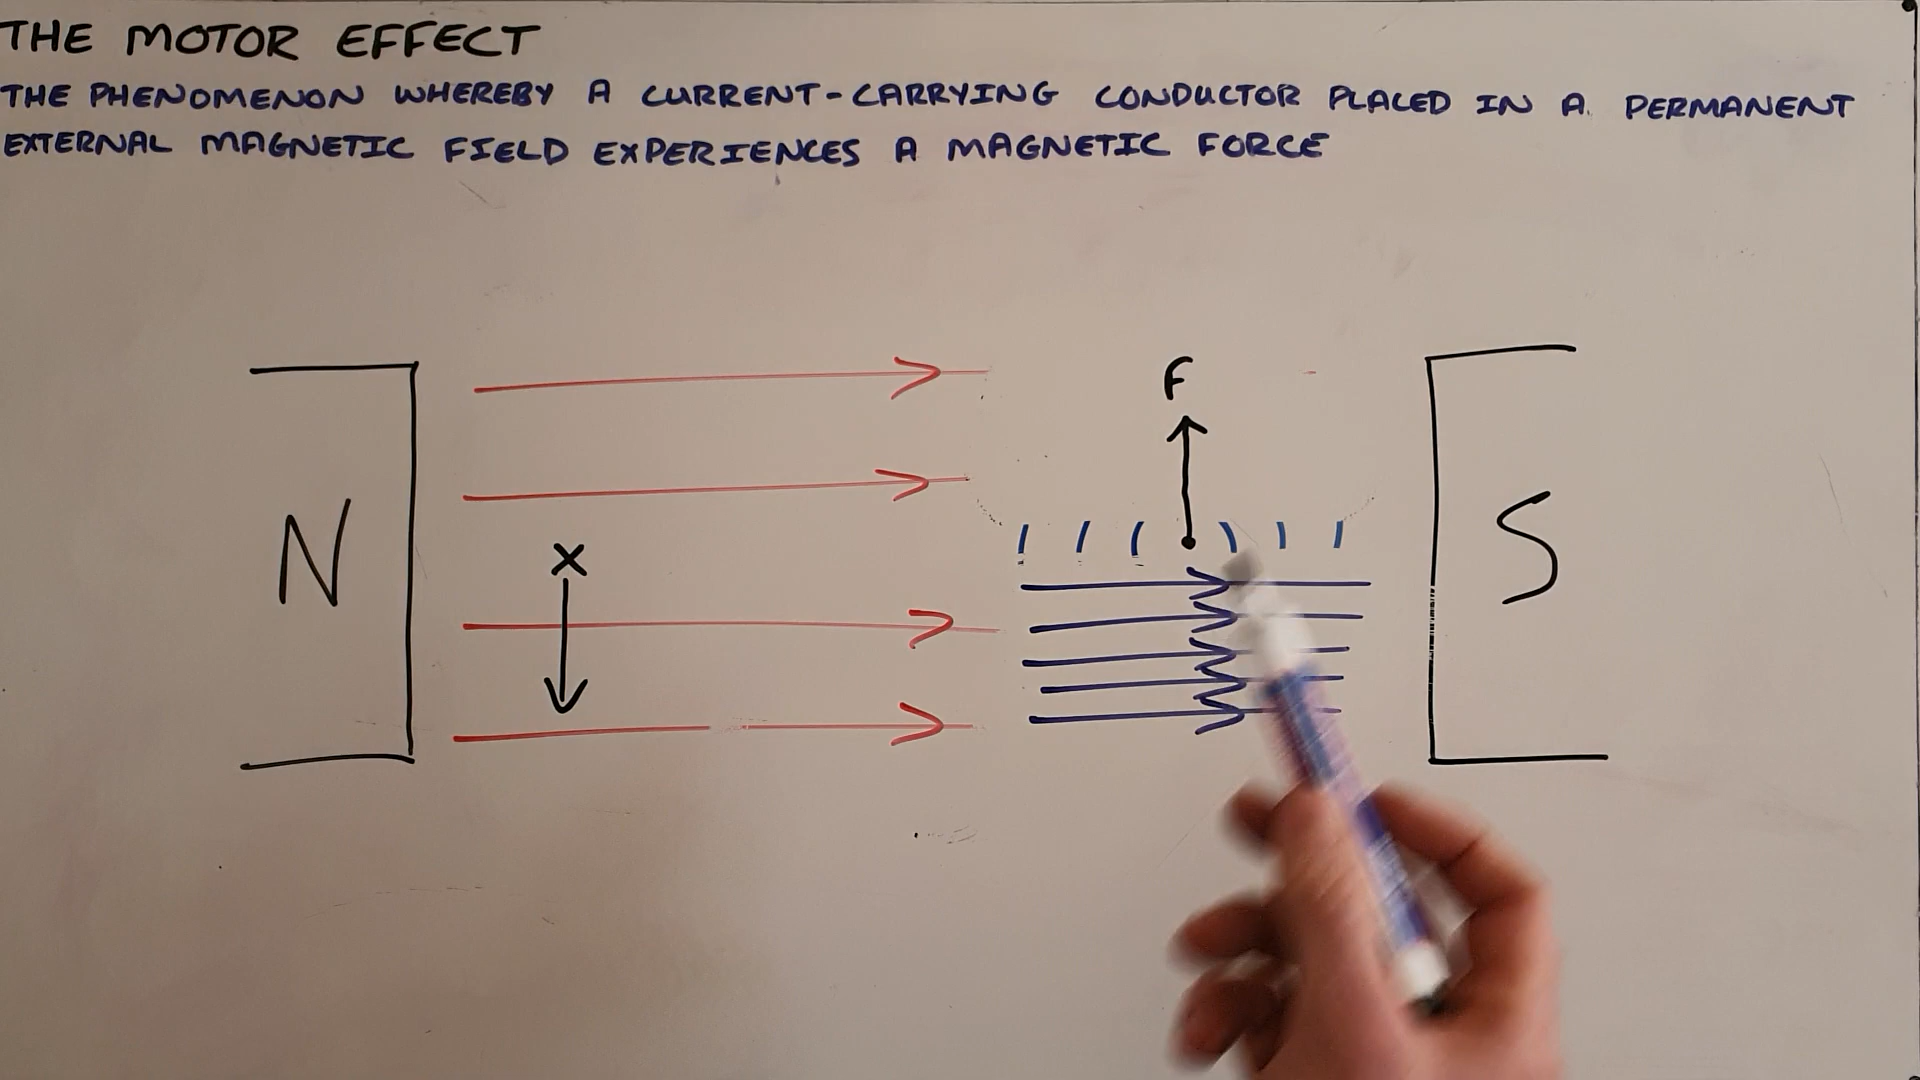 THE MOTOR EFFECT
THE PHENOMENON WHEREBY A CURRENT-CARRYING CONDUCTOR PLACED IN A PERMANENT
EXTERNAL MAGNETIC FIELD EXPERIENCES A MAGNETIC FORCE
F
N
X
S